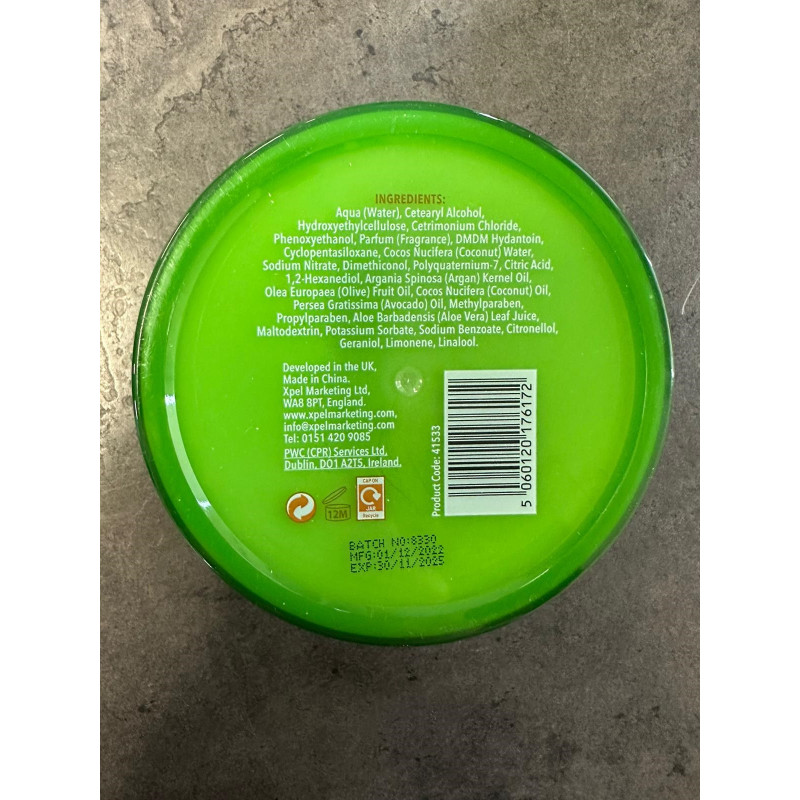 INGREDIENTS:
Aqua (Water), Cetearyl Alcohol,
Hydroxyethylcellulose, Cetrimonium Chloride,
Phenoxyethanol, Parfum (Fragrance), DMDM Hydantoin,
Cyclopentasiloxane, Cocos Nucifera (Coconut) Water,
Sodium Nitrate, Dimethiconol, Polyquaternium-7, Citric Acid,
1,2-Hexanediol, Argania Spinosa (Argan) Kernel Oil,
Olea Europaea (Olive) Fruit Oil, Cocos Nucifera (Coconut) Oil,
Persea Gratissima (Avocado) Oil, Methylparaben,
Propylparaben, Aloe Barbadensis (Aloe Vera) Leaf Juice,
Maltodextrin, Potassium Sorbate, Sodium Benzoate, Citronellol,
Geraniol, Limonene, Linalool.
Developed in the UK,
Made in China.
Xpel Marketing Ltd,
WA8 8PT, England.
www.xpelmarketing.com,
info@xpelmarketing.com
Tel: 0151 420 9085
PWC (CPR) Services Ltd,
Dublin, DO1 A2TS, Ireland.
Product Code: 41533
5 060120 176172
12M
CAP ON
JAR
Recycle
BATCH NO:8330
MFG:01/12/2022
EXP:30/11/2025